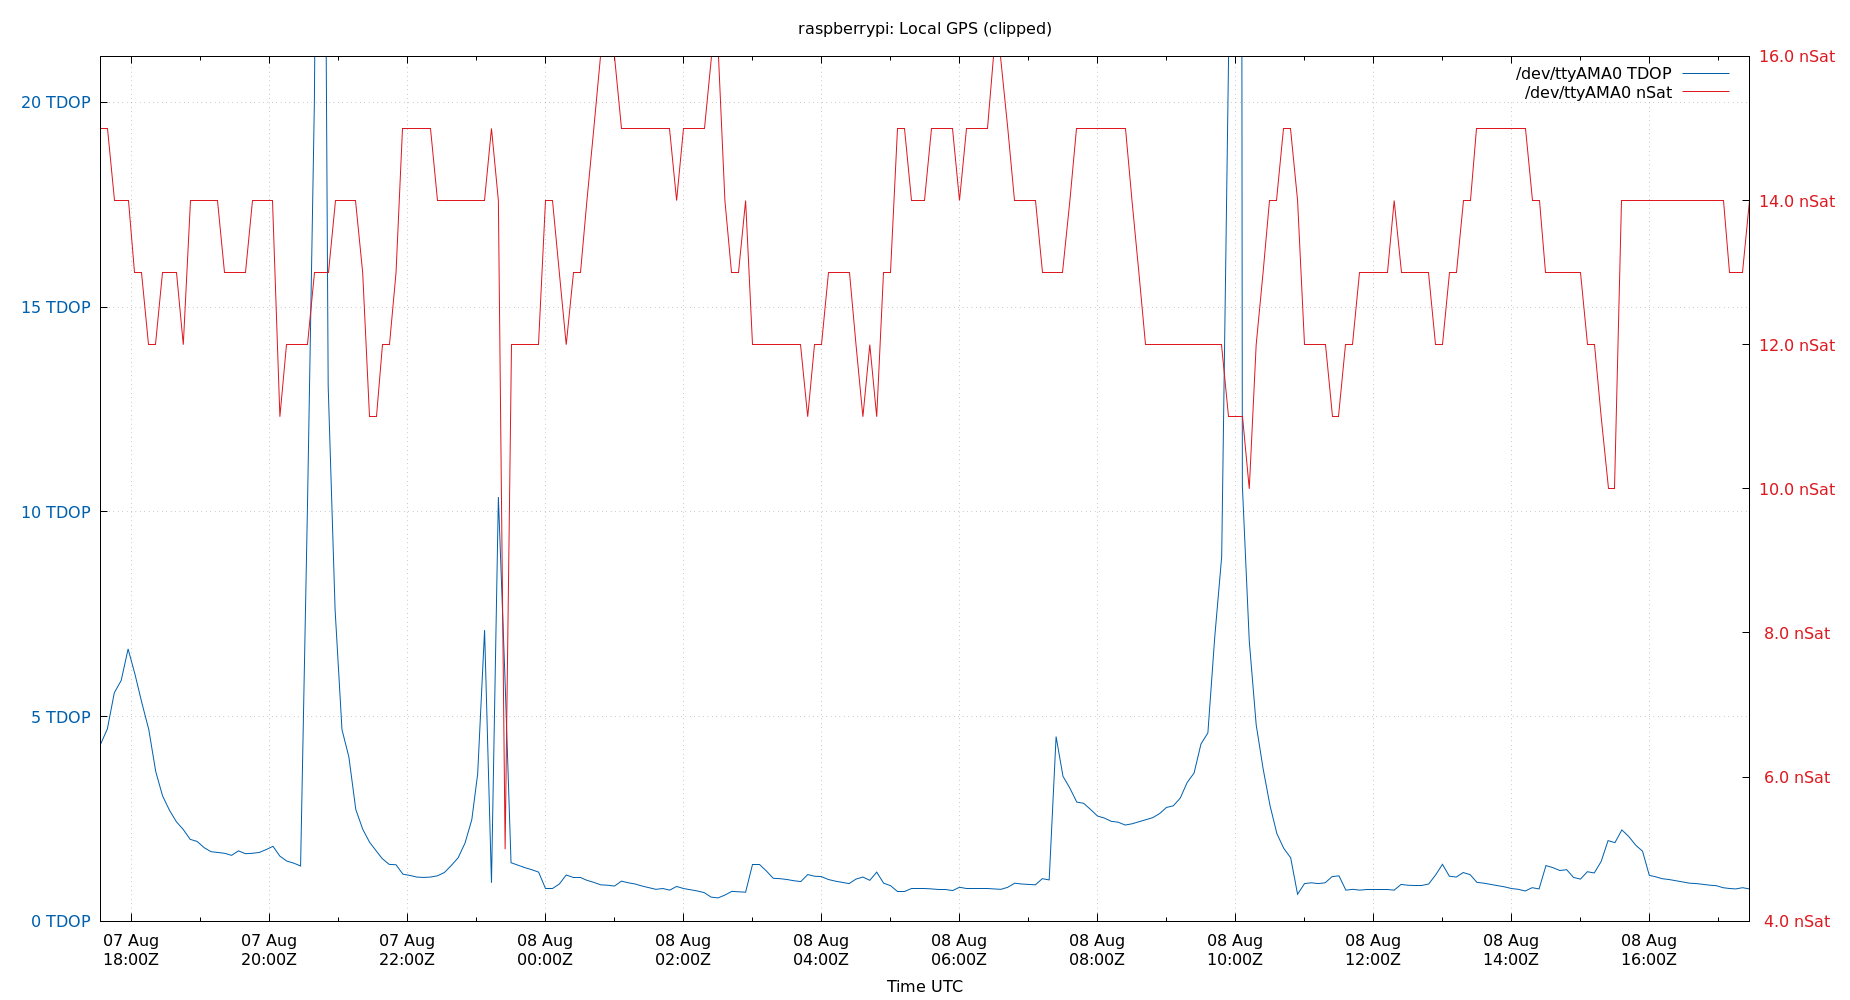 raspberrypi: Local GPS (clipped)
16.0 nSat
/dev/ttyAMA0 TDOP
/dev/ttyAMA0 nSat
20 TDOP
14.0 nSat
15 TDOP
12.0 nSat
10.0 nSat
10 TDOP
8.0 nSat
5 TDOP
6.0 nSat
0 TDOP
4.0 nSat
07 Aug 07 Aug 07 Aug 08 Aug 08 Aug 08 Aug 08 Aug 08 Aug 08 Aug 08 Aug 08 Aug 08 Aug
18:00Z 20:00Z 22:00Z 00:00Z 02:00Z 04:00Z 06:00Z 08:00Z 10:00Z 12:00Z 14:00Z 16:00Z
Time UTC